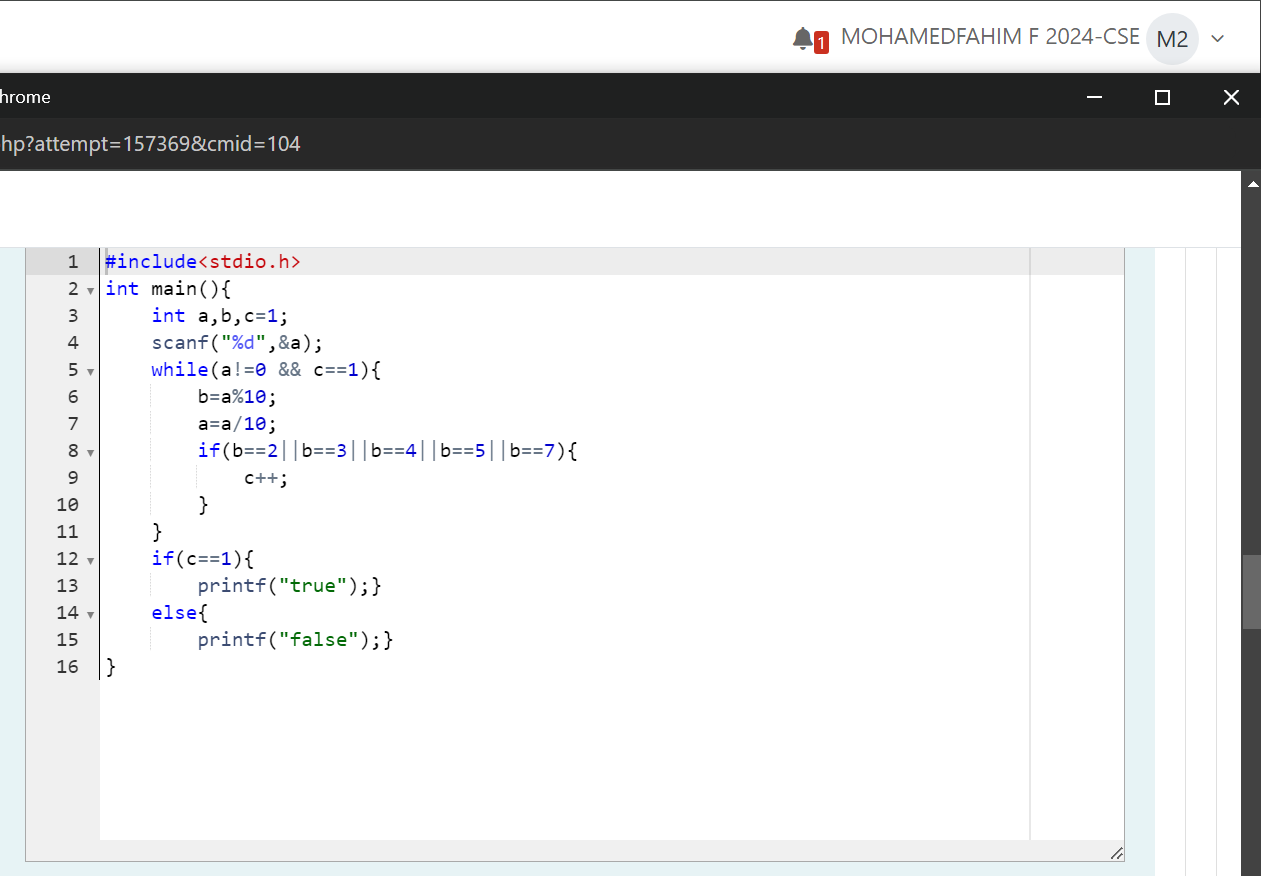 1 MOHAMEDFAHIM F 2024-CSE M2
hrome
hp?attempt=157369&cmid=104
1 #include<stdio.h>
2 int main(){
3 int a,b,c=1;
4 scanf("%d",&a);
5 while(a!=0 && c==1){
6 b=a%10;
7 a=a/10;
8 if(b==2||b==3||b==4||b==5||b==7){
9 c++;
10 }
11 }
12 if(c==1){
13 printf("true");}
14 else{
15 printf("false");}
16 }